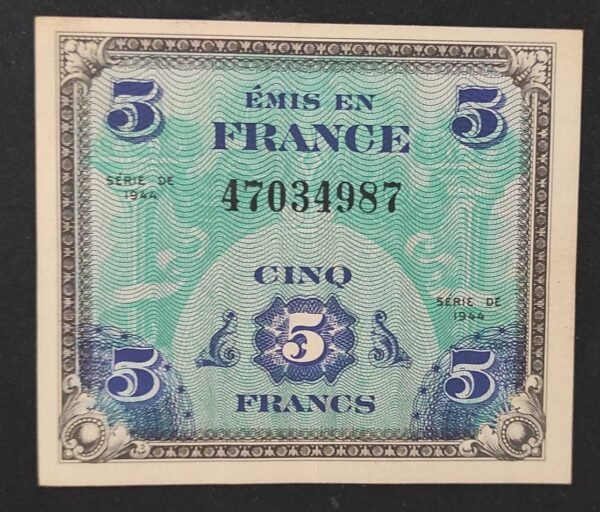 5 ÉMIS EN 5
FRANCE
SÉRIE DE
1944
47034987
CINQ
SÉRIE DE
1944
5 5 5
FRANCS